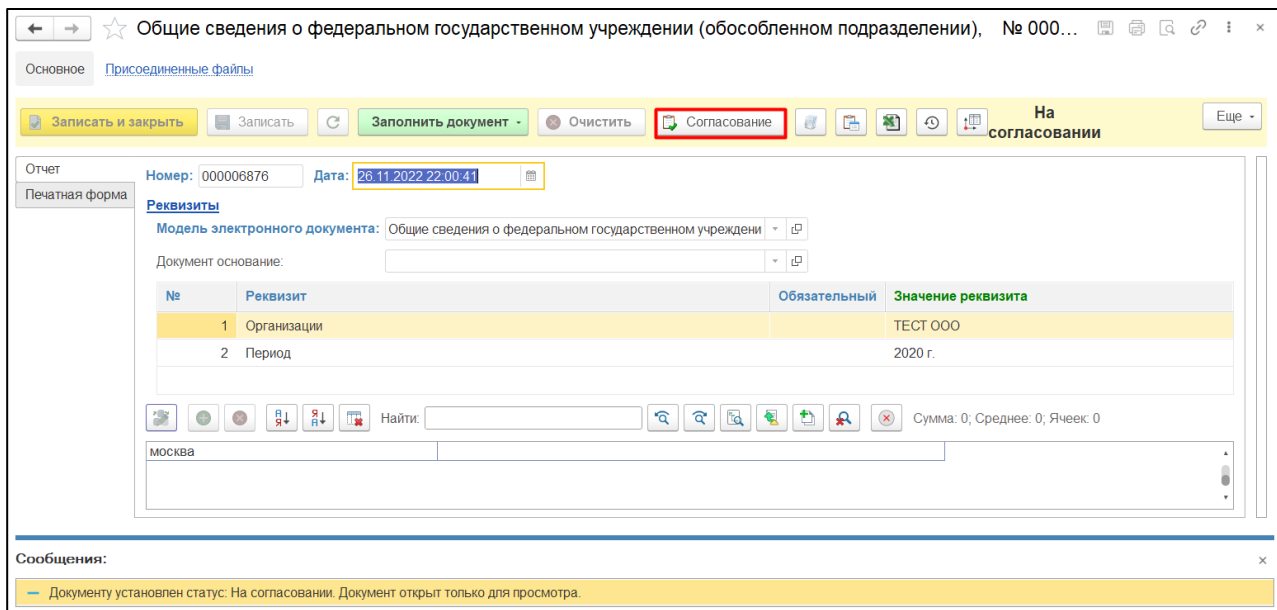 Общие сведения о федеральном государственном учреждении (обособленном подразделении), № 000...
Основное Присоединенные файлы
Записать и закрыть Записать Заполнить документ Очистить Согласование На согласовании Еще
Отчет
Печатная форма
Номер: 000006876 Дата: 26.11.2022 22:00:41
Реквизиты
Модель электронного документа: Общие сведения о федеральном государственном учреждени
Документ основание:
№ Реквизит Обязательный Значение реквизита
1 Организации ТЕСТ ООО
2 Период 2020 г.
Найти: Сумма: 0; Среднее: 0; Ячеек: 0
москва
Сообщения:
Документу установлен статус: На согласовании. Документ открыт только для просмотра.